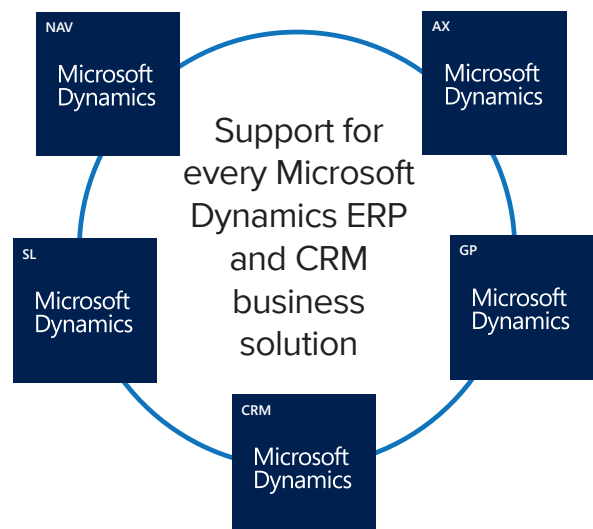 NAV
Microsoft
Dynamics
AX
Microsoft
Dynamics
Support for
every Microsoft
Dynamics ERP
and CRM
business
solution
SL
Microsoft
Dynamics
GP
Microsoft
Dynamics
CRM
Microsoft
Dynamics